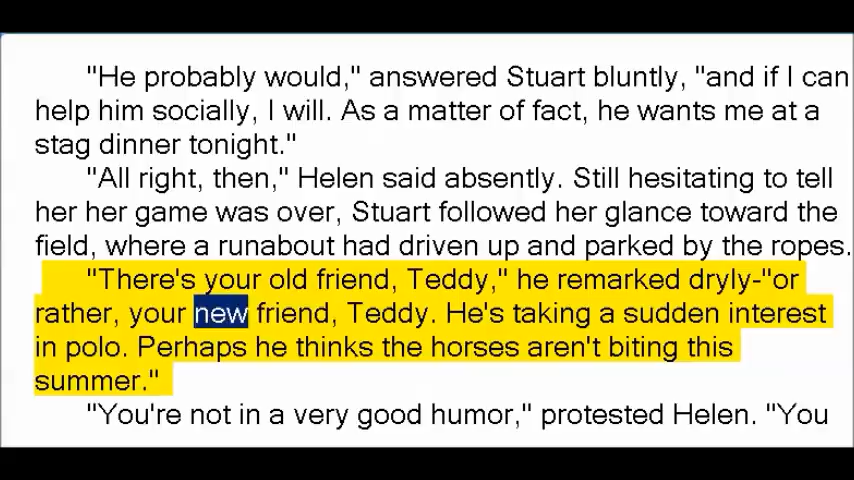 "He probably would," answered Stuart bluntly, "and if I can
help him socially, I will. As a matter of fact, he wants me at a
stag dinner tonight."
"All right, then," Helen said absently. Still hesitating to tell
her her game was over, Stuart followed her glance toward the
field, where a runabout had driven up and parked by the ropes.
"There's your old friend, Teddy," he remarked dryly-"or
rather, your new friend, Teddy. He's taking a sudden interest
in polo. Perhaps he thinks the horses aren't biting this
summer."
"You're not in a very good humor," protested Helen. "You